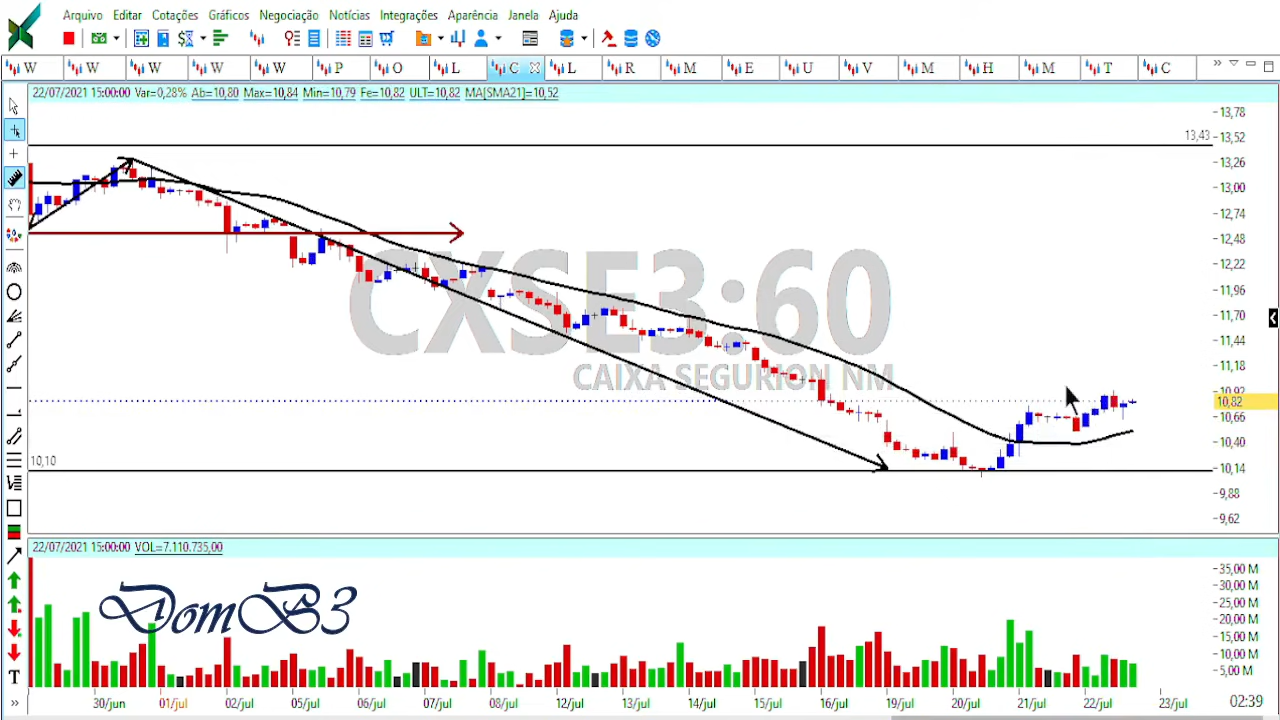 Arquivo Editar Cotações Gráficos Negociação Notícias Integrações Aparência Janela Ajuda
W W W W W P O L C L R M E U V M H M T C
22/07/2021 15:00:00 Var=0,28% Ab=10,80 Max=10,84 Min=10,79 Fe=10,82 ULT=10,82 MA[SMA21]=10,52
13,78
13,43
13,52
13,26
13,00
12,74
12,48
12,22
11,96
11,70
11,44
11,18
10,92
10,82
10,66
10,40
10,10
10,14
9,88
9,62
CXSE3:60
CAIXA SEGURION NM
22/07/2021 15:00:00 VOL=7.110.735,00
DomB3
35,00 M
30,00 M
25,00 M
20,00 M
15,00 M
10,00 M
5,00 M
T
30/jun 01/jul 02/jul 05/jul 06/jul 07/jul 08/jul 12/jul 13/jul 14/jul 15/jul 16/jul 19/jul 20/jul 21/jul 22/jul 23/jul 02:39